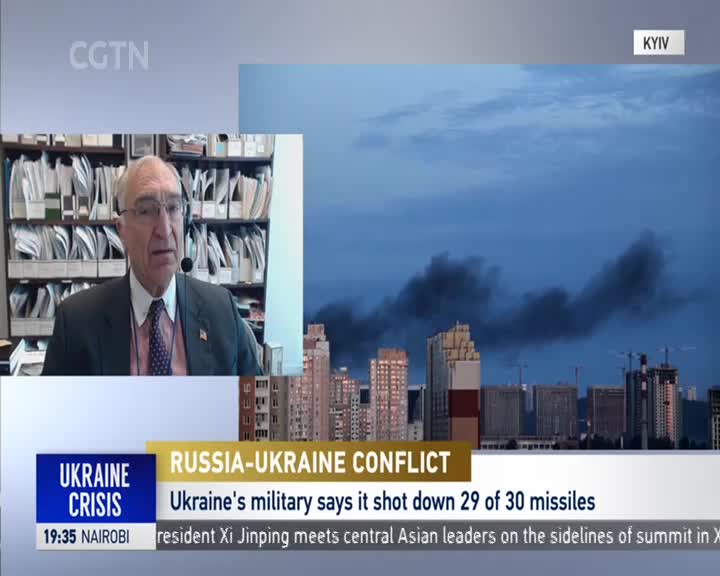 CGTN
KYIV
RUSSIA-UKRAINE CONFLICT
Ukraine's military says it shot down 29 of 30 missiles
UKRAINE
CRISIS
19:35 NAIROBI
resident Xi Jinping meets central Asian leaders on the sidelines of summit in X